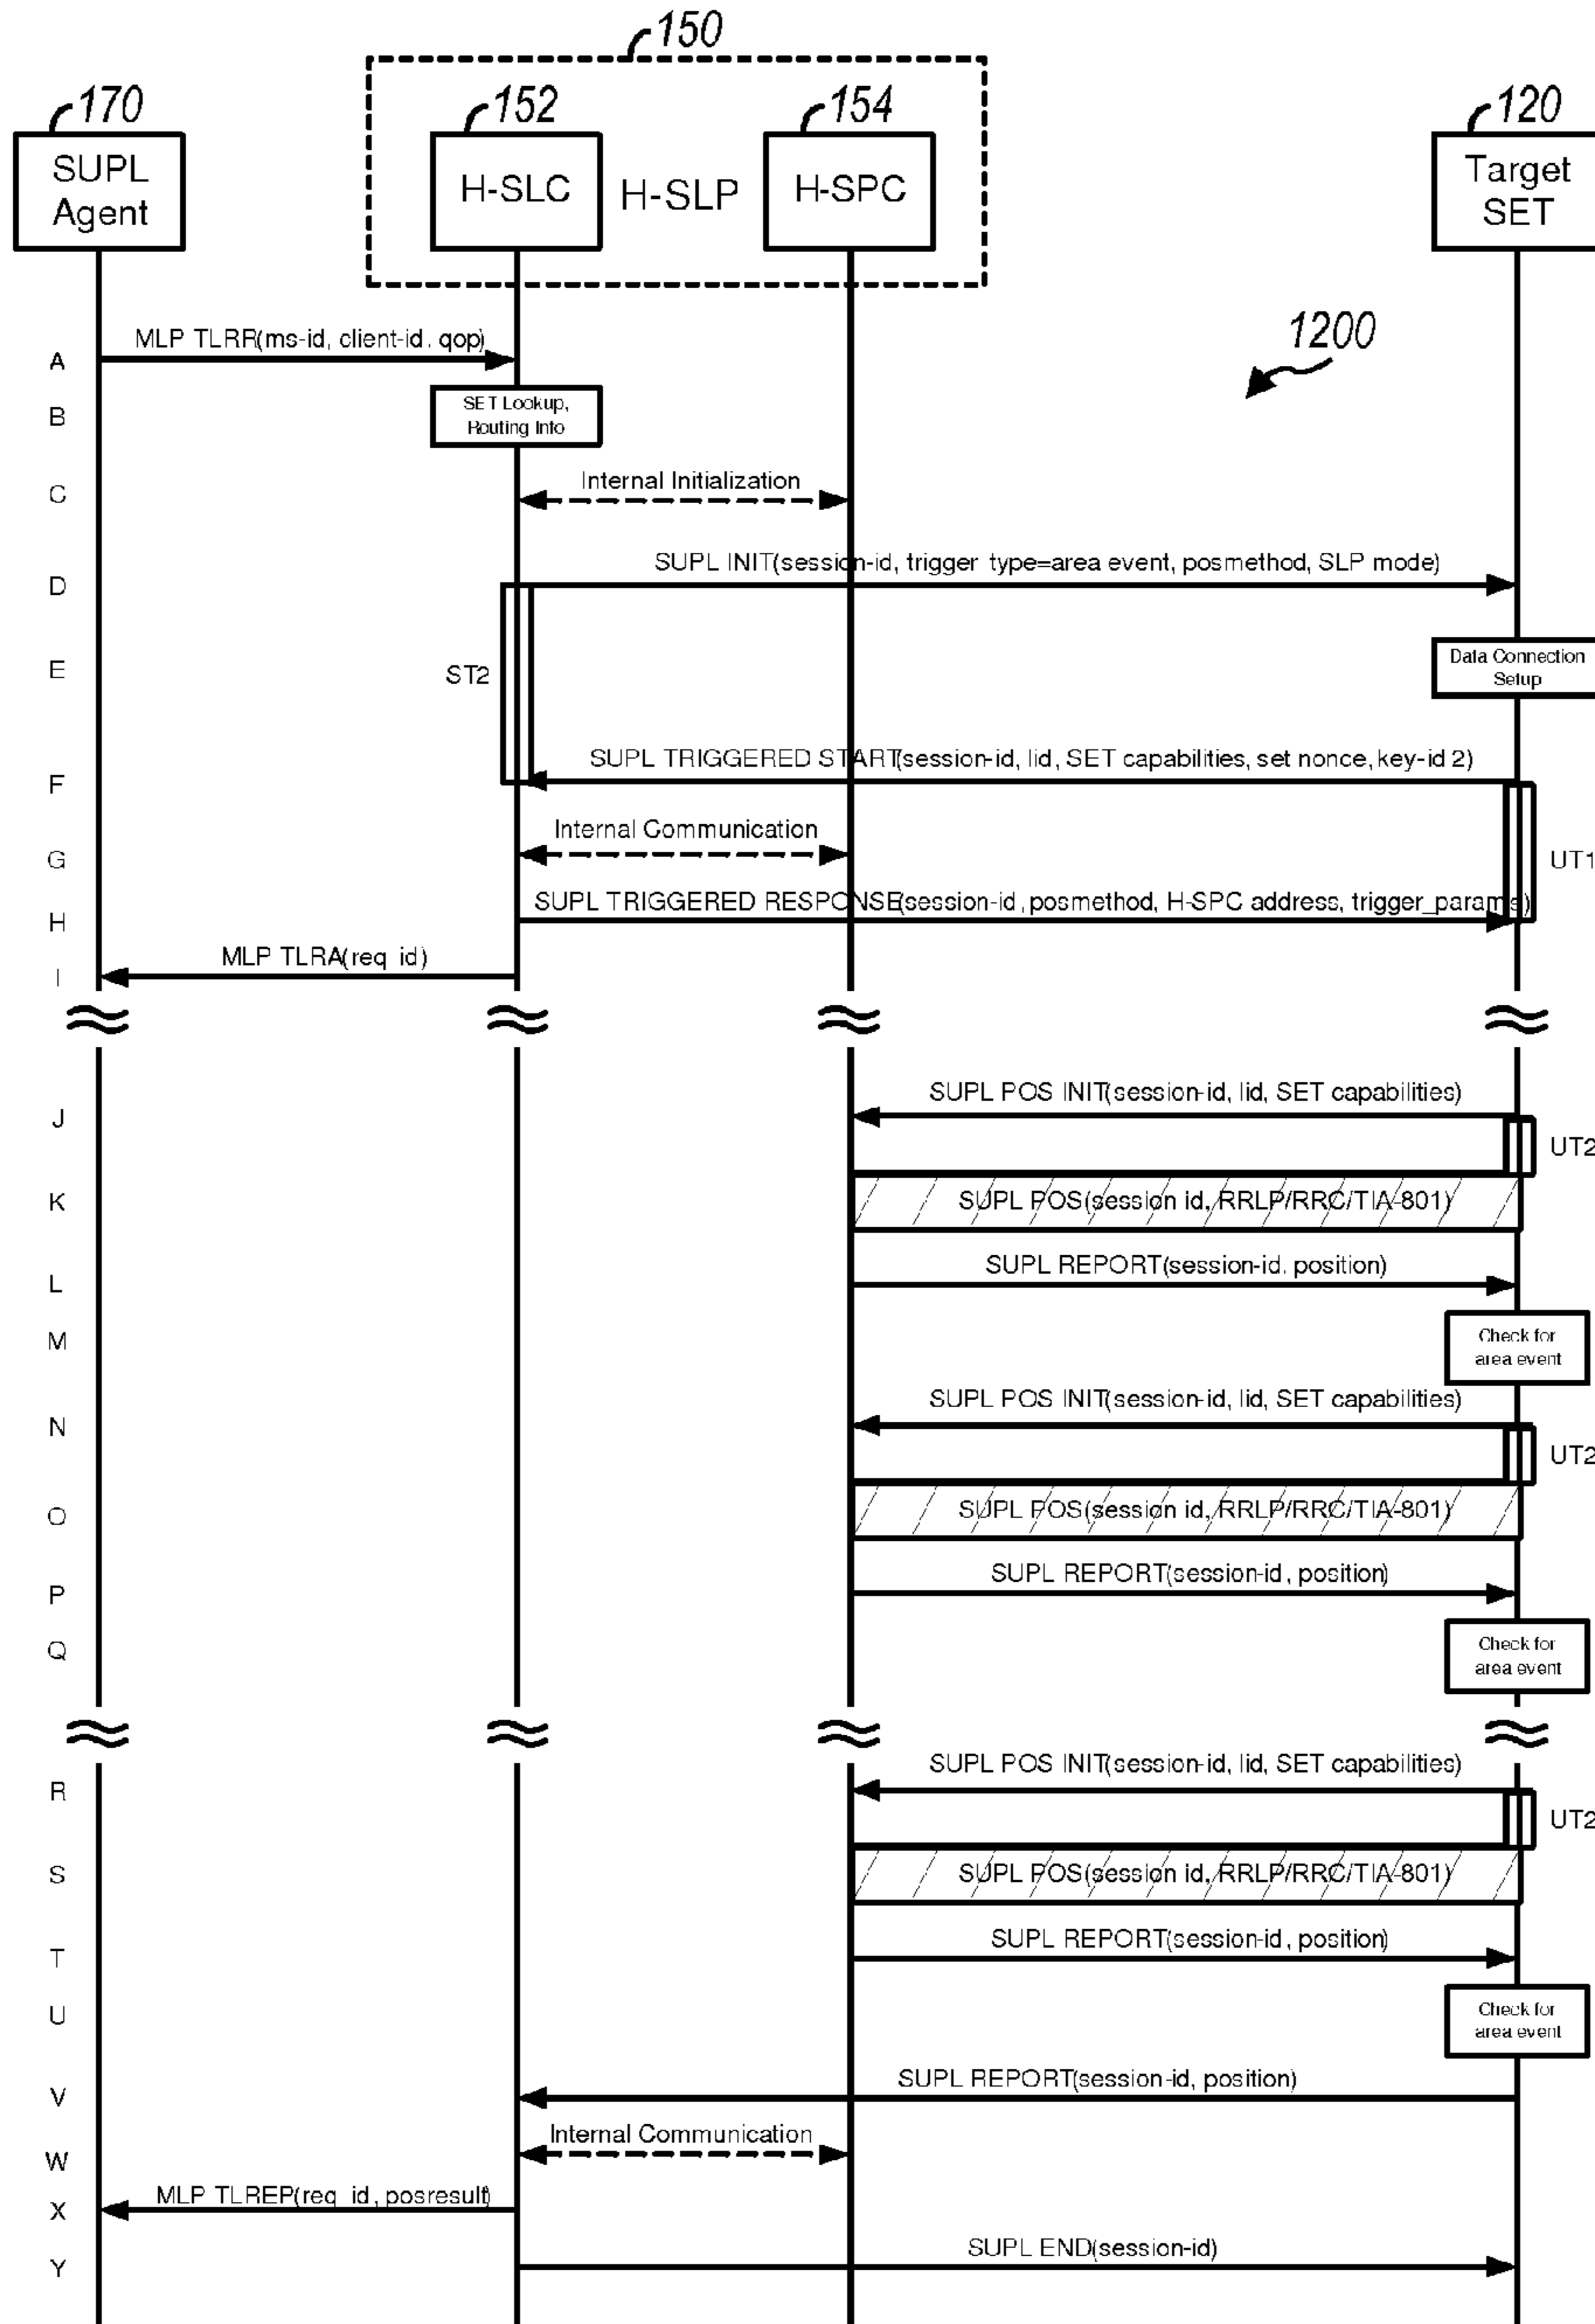 150
170
152
154
120
SUPL
Agent
H-SLC
H-SLP
H-SPC
Target
SET
1200
A
MLP TLRR(ms-id, client-id, qop)
B
SET Lookup,
Routing Info
C
Internal Initialization
D
SUPL INIT(session-id, trigger type=area event, posmethod, SLP mode)
E
ST2
Data Connection
Setup
F
SUPL TRIGGERED START(session-id, lid, SET capabilities, set nonce, key-id 2)
G
Internal Communication
UT1
H
SUPL TRIGGERED RESPONSE(session-id, posmethod, H-SPC address, trigger_params)
I
MLP TLRA(req id)
J
SUPL POS INIT(session-id, lid, SET capabilities)
UT2
K
SUPL POS(session id, RRLP/RRC/TIA-801)
L
SUPL REPORT(session-id, position)
M
Check for
area event
N
SUPL POS INIT(session-id, lid, SET capabilities)
UT2
O
SUPL POS(session id, RRLP/RRC/TIA-801)
P
SUPL REPORT(session-id, position)
Q
Check for
area event
R
SUPL POS INIT(session-id, lid, SET capabilities)
UT2
S
SUPL POS(session id, RRLP/RRC/TIA-801)
T
SUPL REPORT(session-id, position)
U
Check for
area event
V
SUPL REPORT(session-id, position)
W
Internal Communication
X
MLP TLREP(req id, posresult)
Y
SUPL END(session-id)